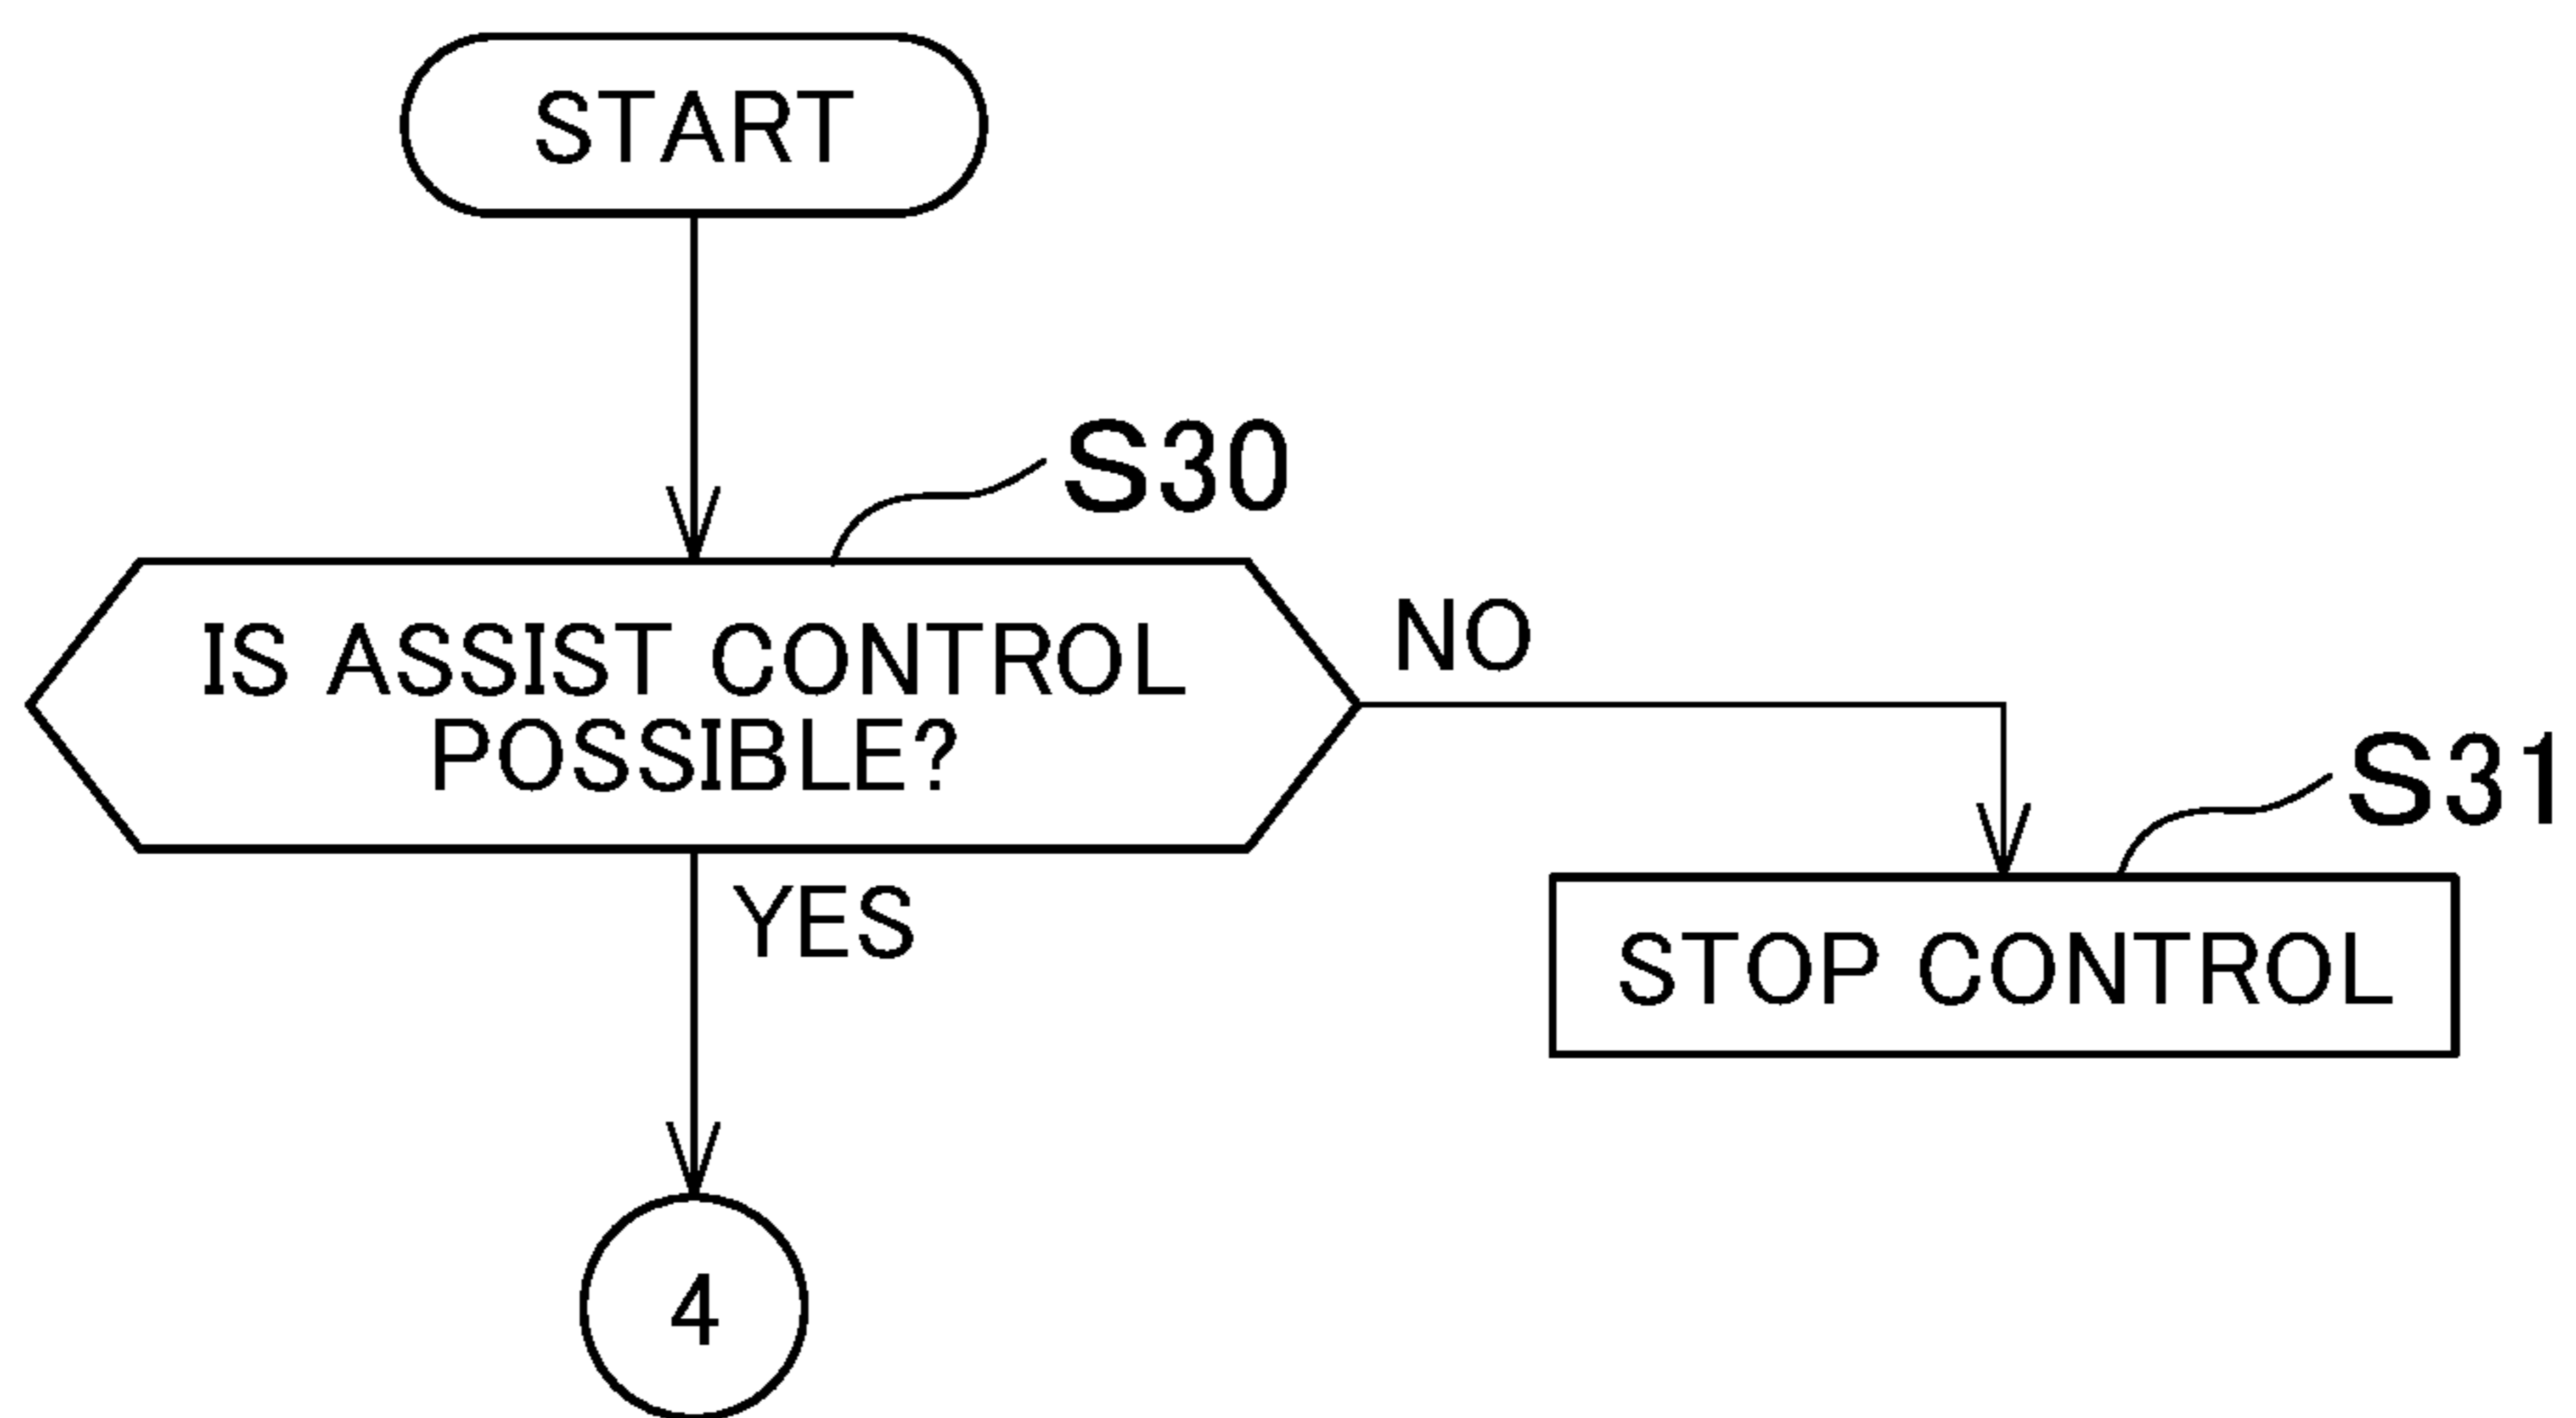 START
S30
IS ASSIST CONTROL
POSSIBLE?
NO
S31
YES
STOP CONTROL
4